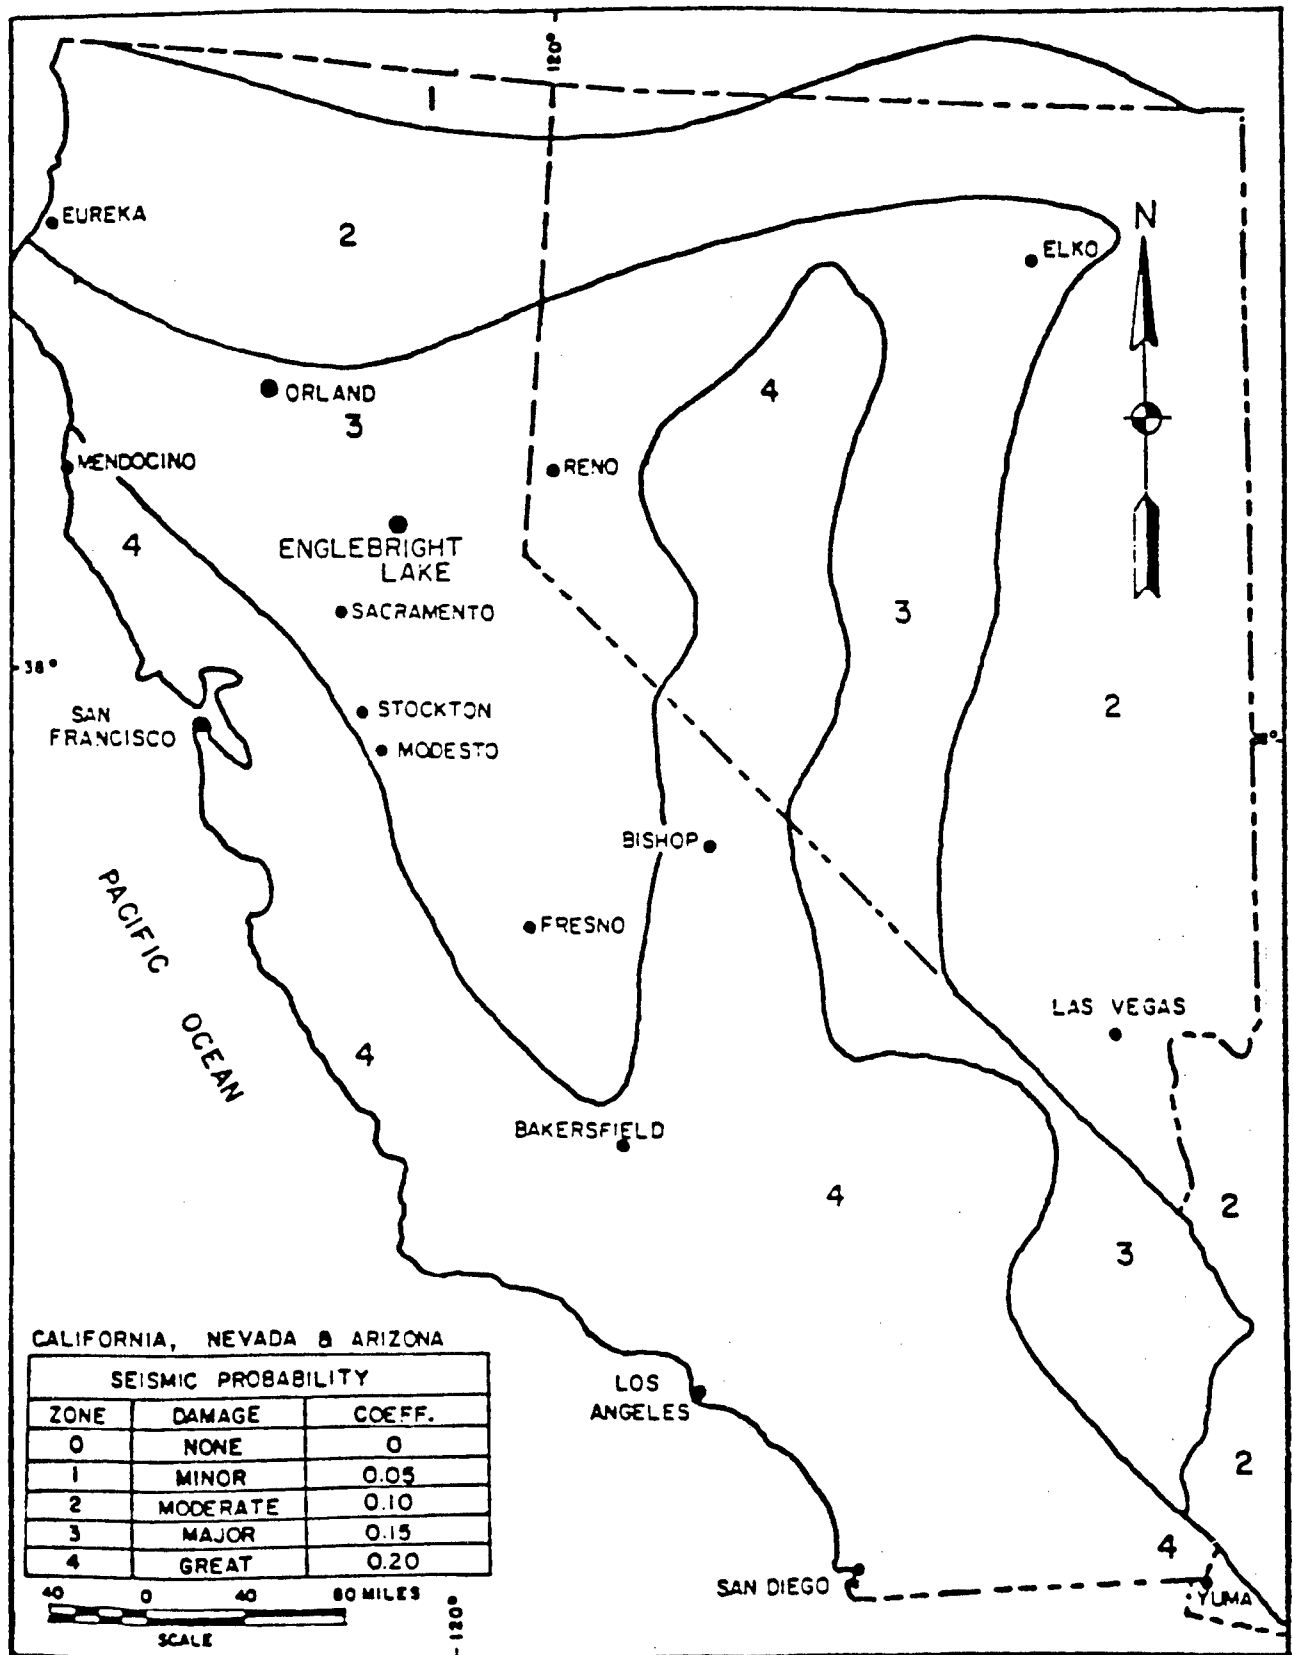 120°
1
EUREKA
2
N
ELKO
4
ORLAND
3
MENDOCINO
RENO
4
ENGLEBRIGHT
LAKE
SACRAMENTO
3
38°
STOCKTON
2
SAN
FRANCISCO
MODESTO
BISHOP
PACIFIC OCEAN
FRESNO
LAS VEGAS
4
BAKERSFIELD
4
2
3
CALIFORNIA, NEVADA & ARIZONA
SEISMIC PROBABILITY
ZONE DAMAGE COEFF.
0 NONE 0
1 MINOR 0.05
2 MODERATE 0.10
3 MAJOR 0.15
4 GREAT 0.20
LOS
ANGELES
2
4
SAN DIEGO
YUMA
40 0 40 80 MILES
SCALE
120°